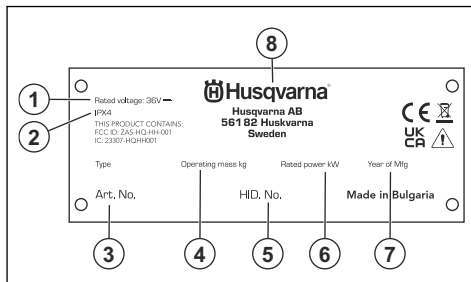 8
Husqvarna
Husqvarna AB
561 82 Huskvarna
Sweden
1
Rated voltage: 36V
2
IPX4
THIS PRODUCT CONTAINS:
FCC ID: ZAS-HQ-HH-001
IC: 23307-HQHH001
CE
UK
CA
Type Operating mass kg Rated power kW Year of Mfg
Art. No. HID. No. Made in Bulgaria
3 4 5 6 7